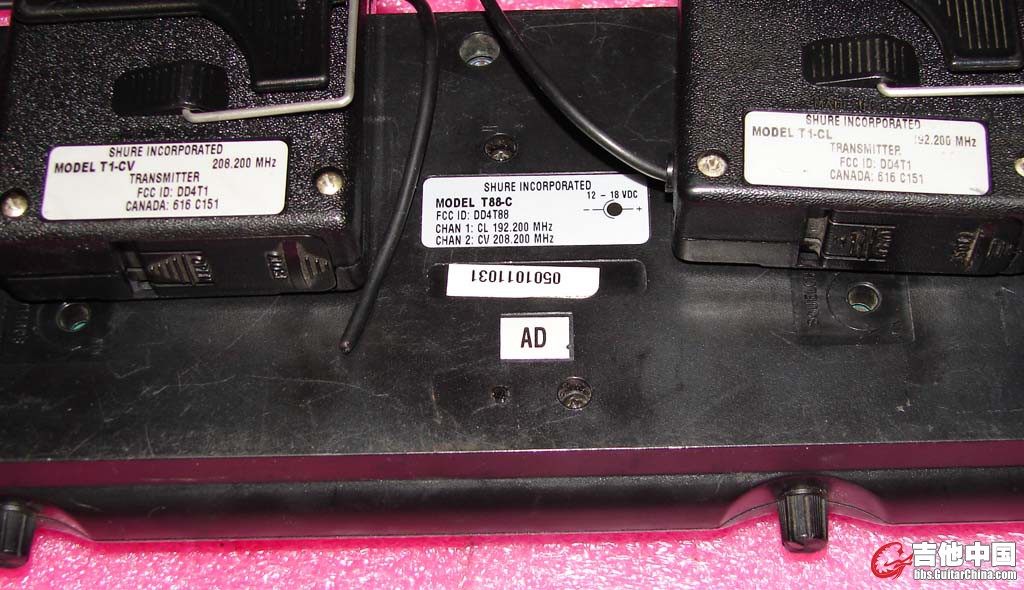 SHURE INCORPORATED
MODEL T1-CV 208.200 MHz
TRANSMITTER
FCC ID: DD4T1
CANADA: 616 C151
SHURE INCORPORATED
12 – 18 VDC
MODEL T88-C
– +
FCC ID: DD4T88
CHAN 1: CL 192.200 MHz
CHAN 2: CV 208.200 MHz
0501011031
AD
SHURE INCORPORATED
MODEL T1-CL 192.200 MHz
TRANSMITTER
FCC ID: DD4T1
CANADA: 616 C151
OPEN
吉他中国
bbs.GuitarChina.com